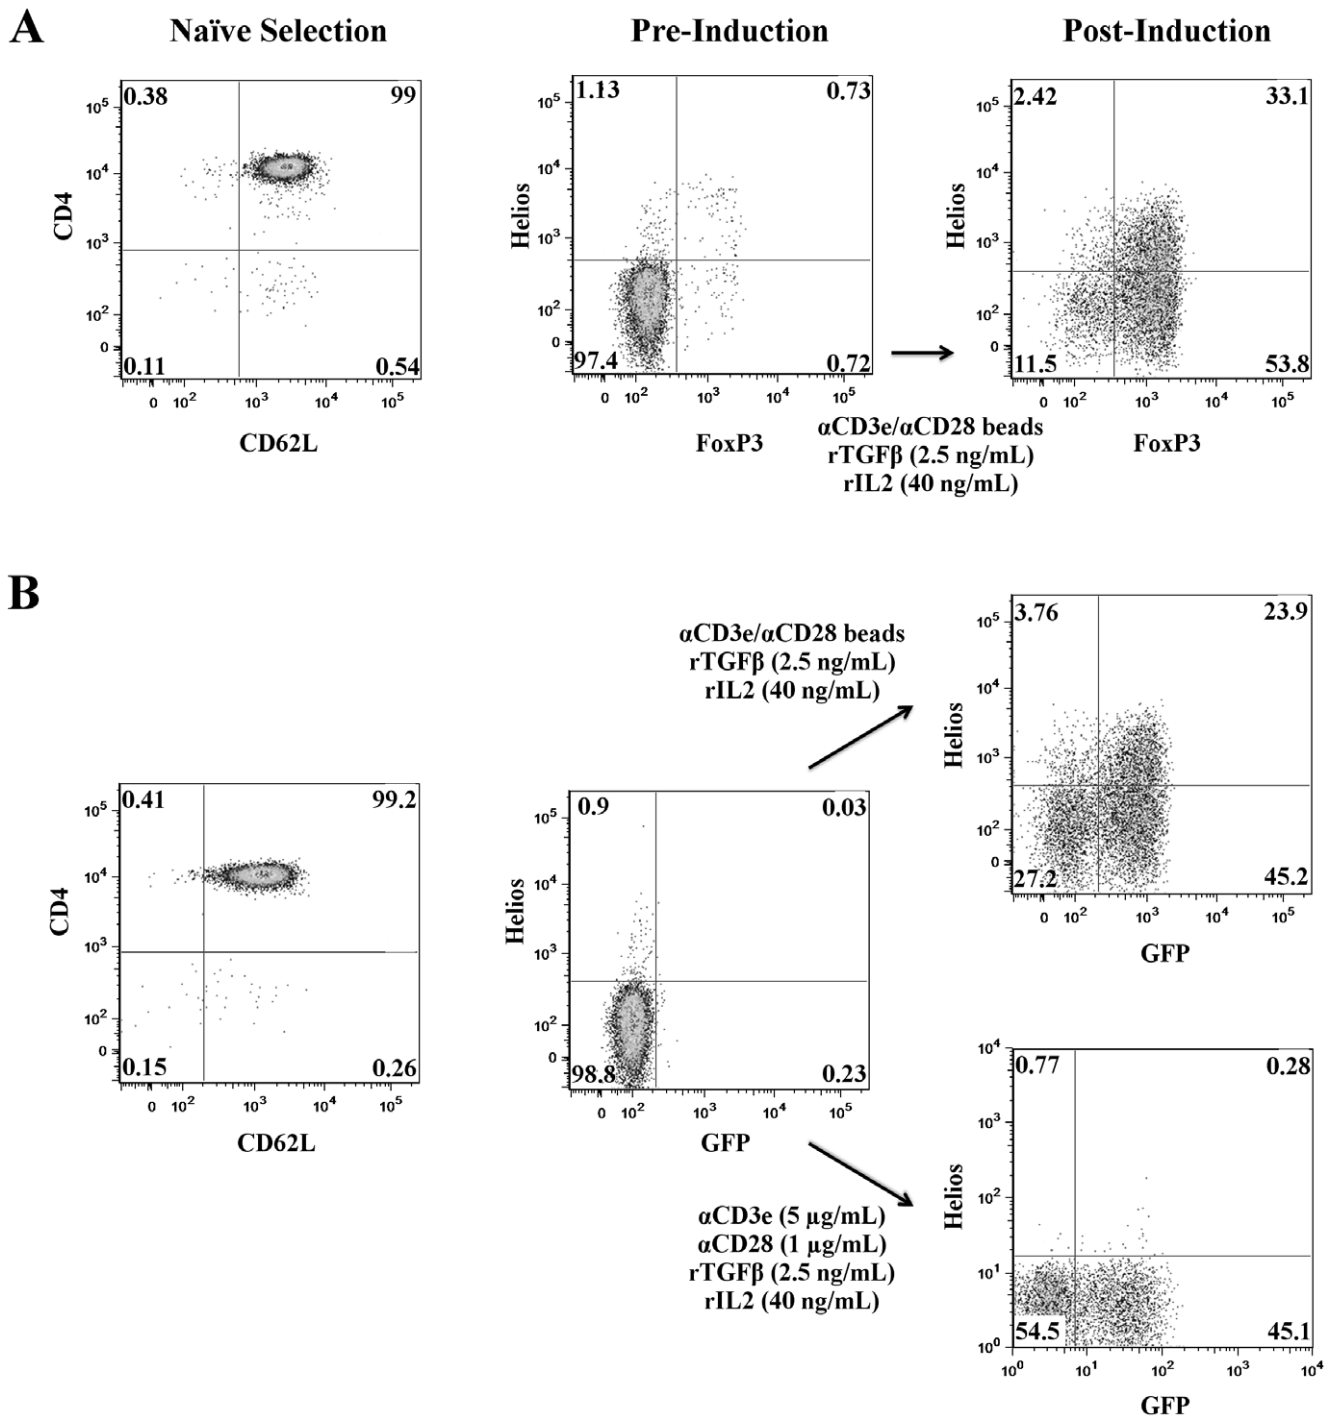 A
Naïve Selection
Pre-Induction
Post-Induction
0.38
99
10⁵
10⁴
10³
10²
0
CD4
0.11
0.54
0 10² 10³ 10⁴ 10⁵
CD62L
1.13
0.73
10⁵
10⁴
10³
10²
0
Helios
97.4
0.72
0 10² 10³ 10⁴ 10⁵
FoxP3
αCD3e/αCD28 beads
rTGFβ (2.5 ng/mL)
rIL2 (40 ng/mL)
2.42
33.1
10⁵
10⁴
10³
10²
0
Helios
11.5
53.8
0 10² 10³ 10⁴ 10⁵
FoxP3
B
0.41
99.2
10⁵
10⁴
10³
10²
0
CD4
0.15
0.26
0 10² 10³ 10⁴ 10⁵
CD62L
0.9
0.03
10⁵
10⁴
10³
10²
0
Helios
98.8
0.23
0 10² 10³ 10⁴ 10⁵
GFP
αCD3e/αCD28 beads
rTGFβ (2.5 ng/mL)
rIL2 (40 ng/mL)
3.76
23.9
10⁵
10⁴
10³
10²
0
Helios
27.2
45.2
0 10² 10³ 10⁴ 10⁵
GFP
αCD3e (5 µg/mL)
αCD28 (1 µg/mL)
rTGFβ (2.5 ng/mL)
rIL2 (40 ng/mL)
0.77
0.28
10⁴
10³
10²
10¹
10⁰
Helios
54.5
45.1
10⁰ 10¹ 10² 10³ 10⁴
GFP